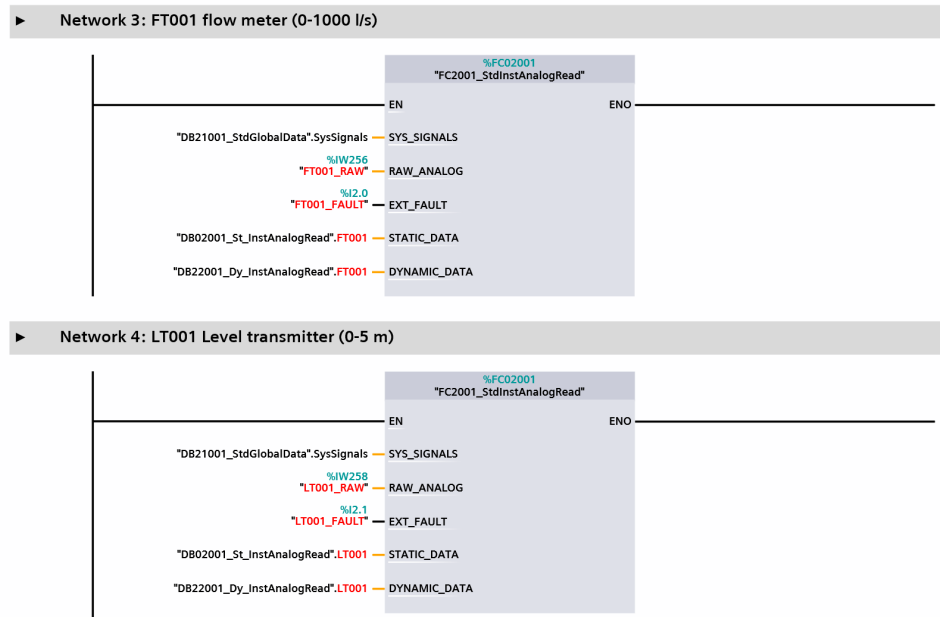 Network 3: FT001 flow meter (0-1000 l/s)
%FC02001
"FC2001_StdInstAnalogRead"
EN ENO
"DB21001_StdGlobalData".SysSignals SYS_SIGNALS
%IW256
"FT001_RAW" RAW_ANALOG
%I2.0
"FT001_FAULT" EXT_FAULT
"DB02001_St_InstAnalogRead".FT001 STATIC_DATA
"DB22001_Dy_InstAnalogRead".FT001 DYNAMIC_DATA
Network 4: LT001 Level transmitter (0-5 m)
%FC02001
"FC2001_StdInstAnalogRead"
EN ENO
"DB21001_StdGlobalData".SysSignals SYS_SIGNALS
%IW258
"LT001_RAW" RAW_ANALOG
%I2.1
"LT001_FAULT" EXT_FAULT
"DB02001_St_InstAnalogRead".LT001 STATIC_DATA
"DB22001_Dy_InstAnalogRead".LT001 DYNAMIC_DATA